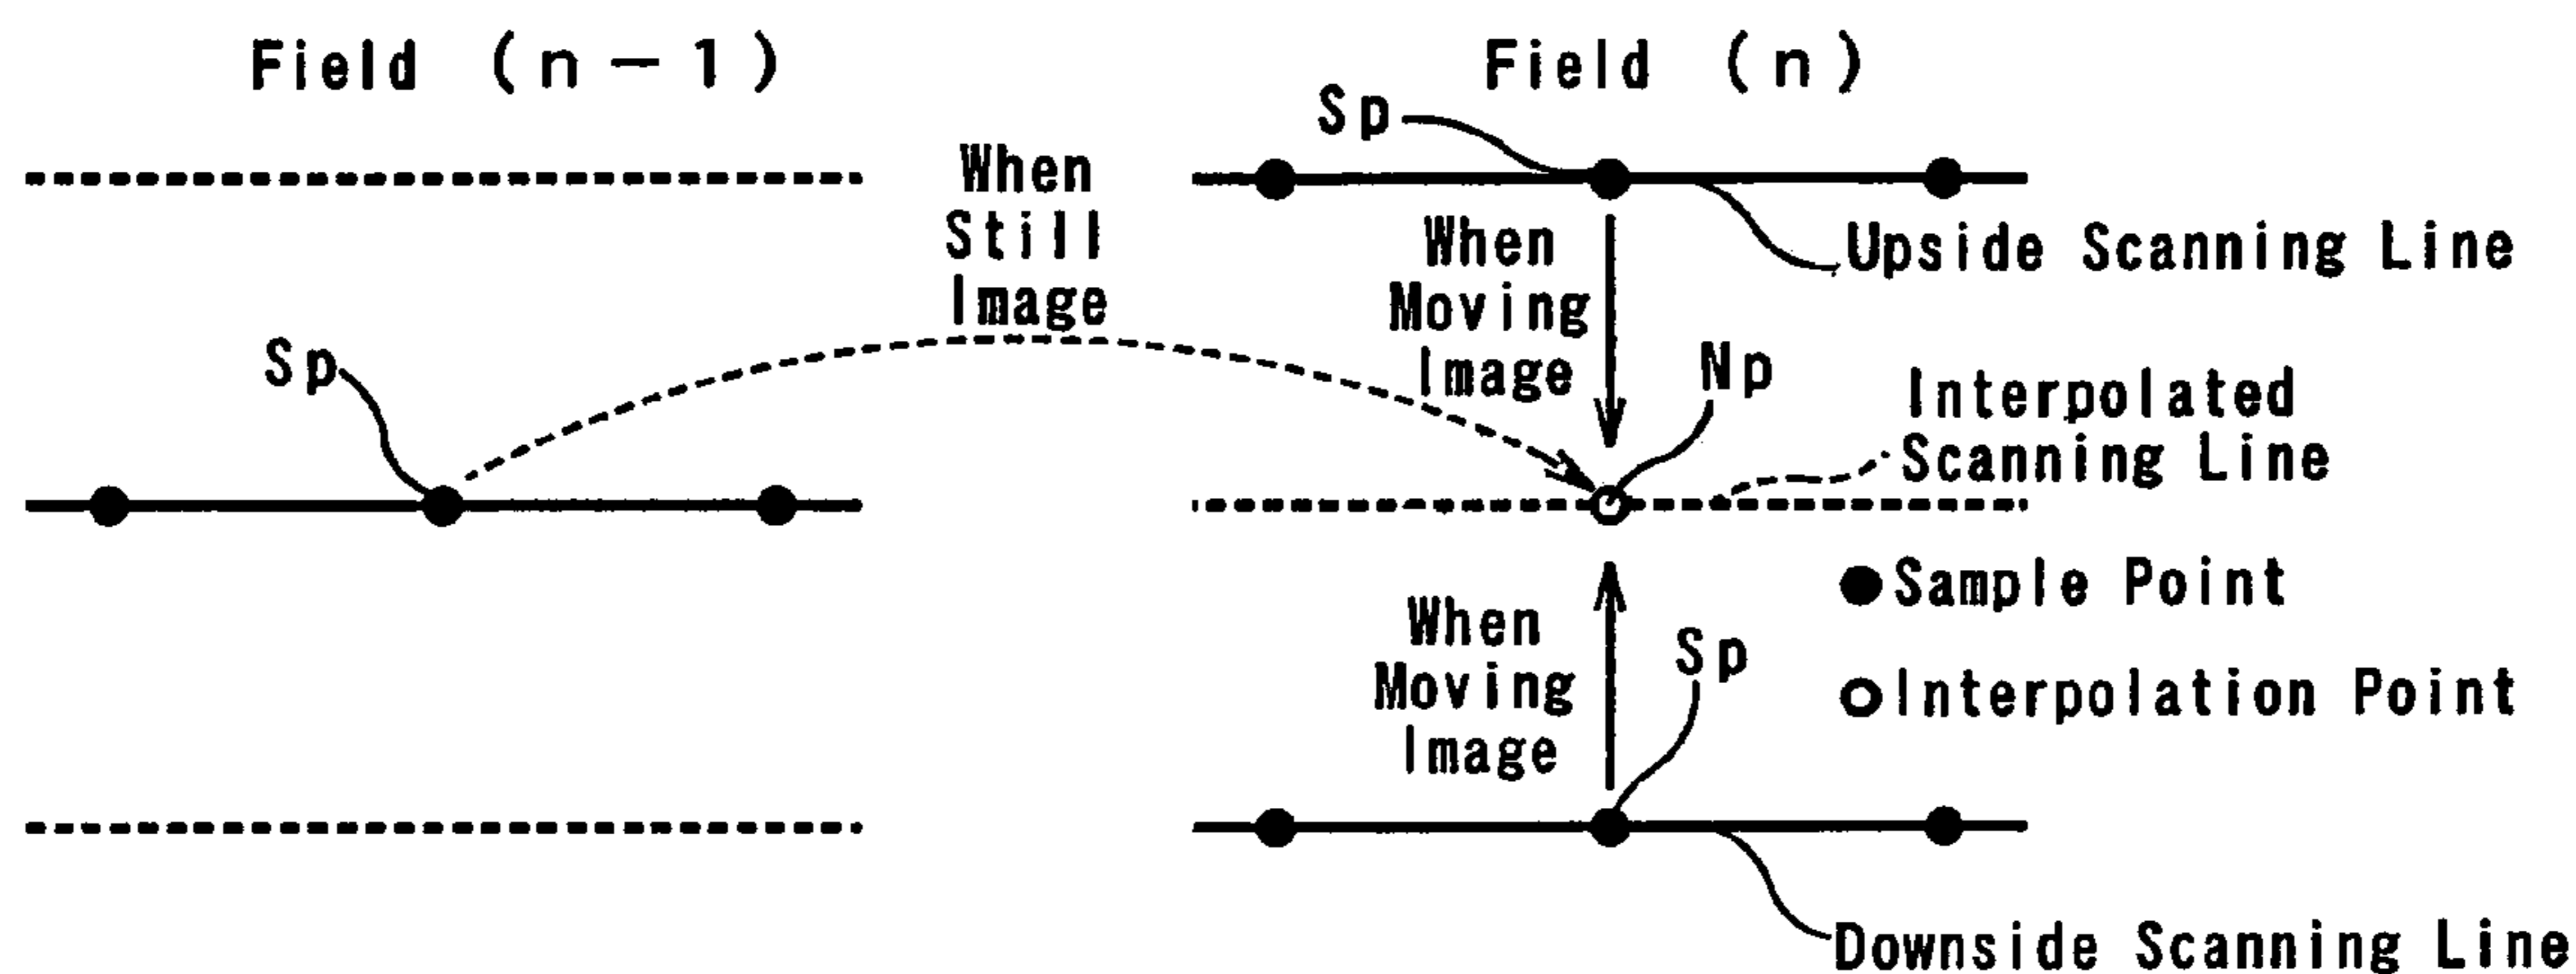 Field (n-1)
Field (n)
Sp
When
Still
Image
When
Moving
Image
Upside Scanning Line
Sp
Np
Interpolated
Scanning Line
●Sample Point
When
Moving
Image
Sp
○Interpolation Point
Downside Scanning Line